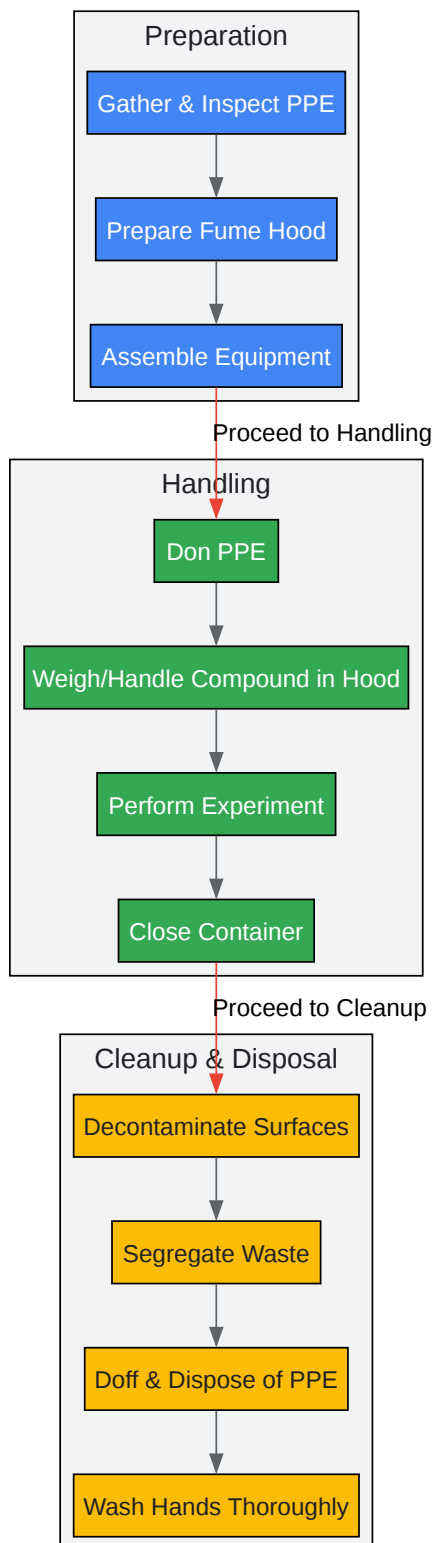 Preparation
Gather & Inspect PPE
Prepare Fume Hood
Assemble Equipment
Proceed to Handling
Handling
Don PPE
Weigh/Handle Compound in Hood
Perform Experiment
Close Container
Proceed to Cleanup
Cleanup & Disposal
Decontaminate Surfaces
Segregate Waste
Doff & Dispose of PPE
Wash Hands Thoroughly